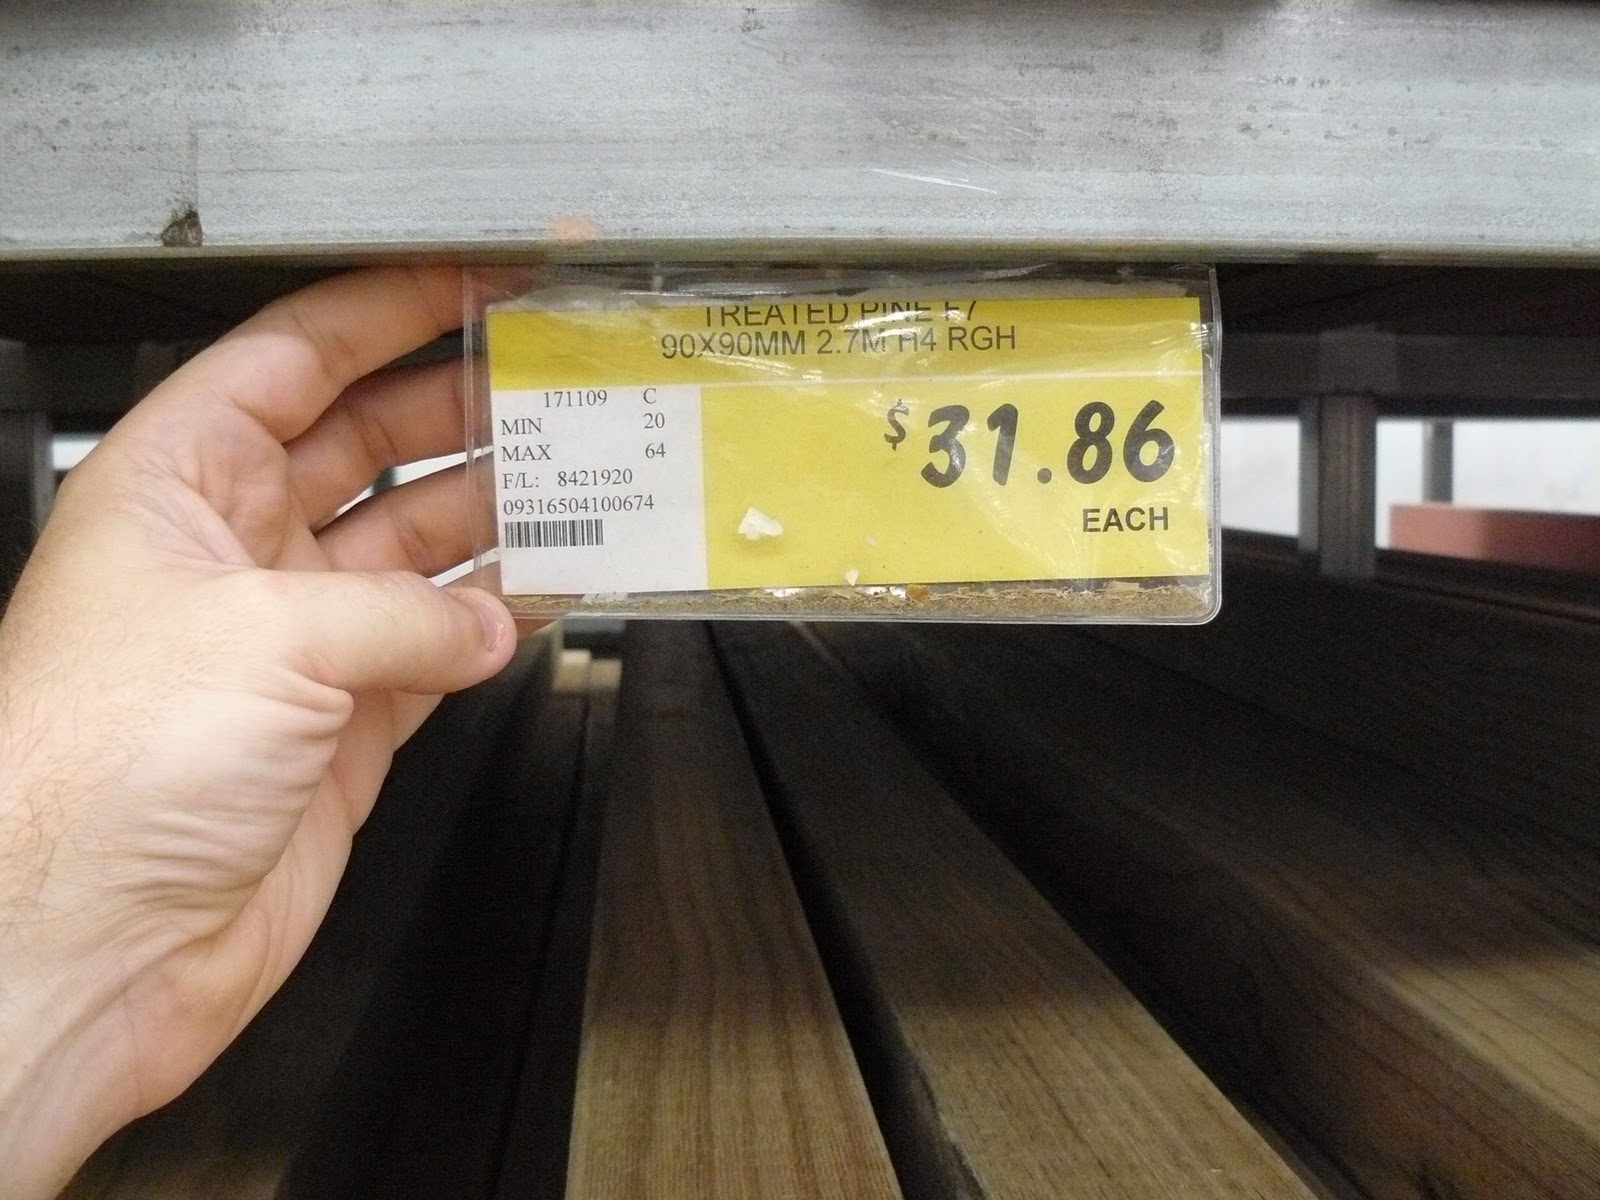 TREATED PINE F7
90X90MM 2.7M H4 RGH
171109 C
MIN 20
MAX 64
F/L: 8421920
09316504100674
$31.86
EACH